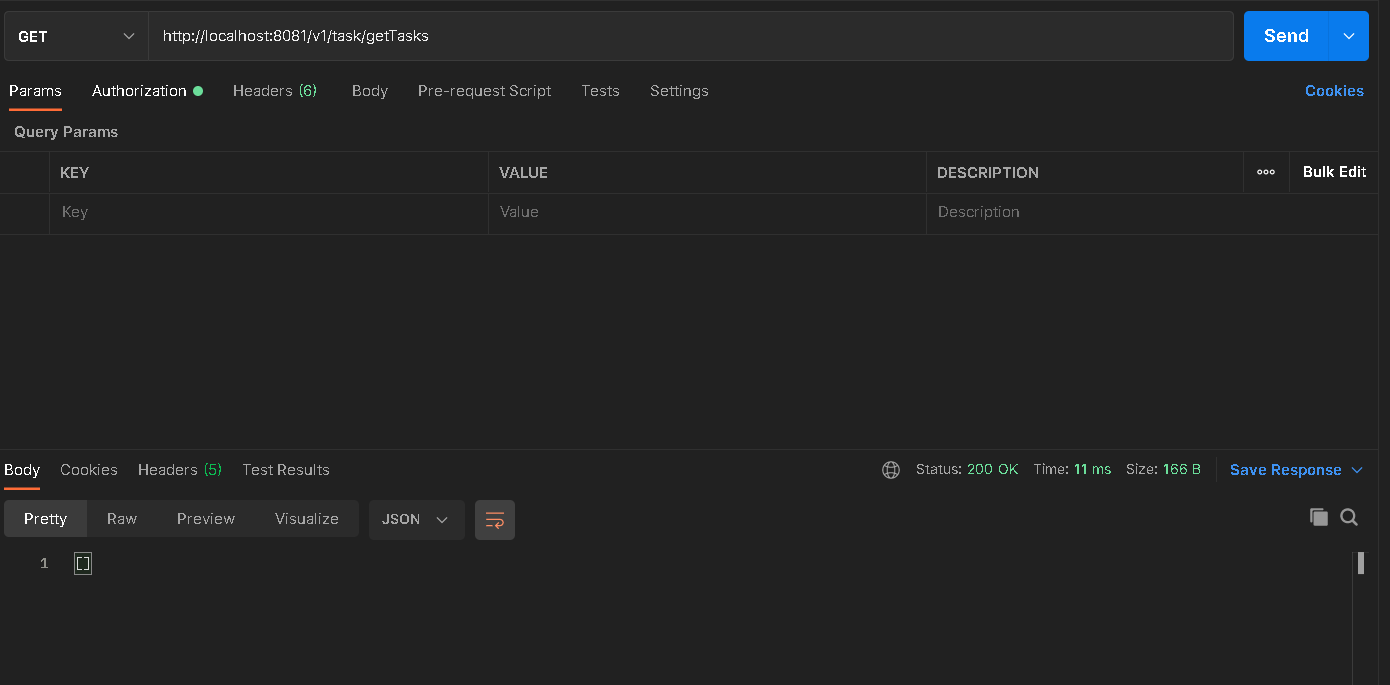 GET http://localhost:8081/v1/task/getTasks Send
Params Authorization Headers (6) Body Pre-request Script Tests Settings Cookies
Query Params
KEY VALUE DESCRIPTION ooo Bulk Edit
Key Value Description
Body Cookies Headers (5) Test Results Status: 200 OK Time: 11 ms Size: 166 B Save Response
Pretty Raw Preview Visualize JSON
1 []